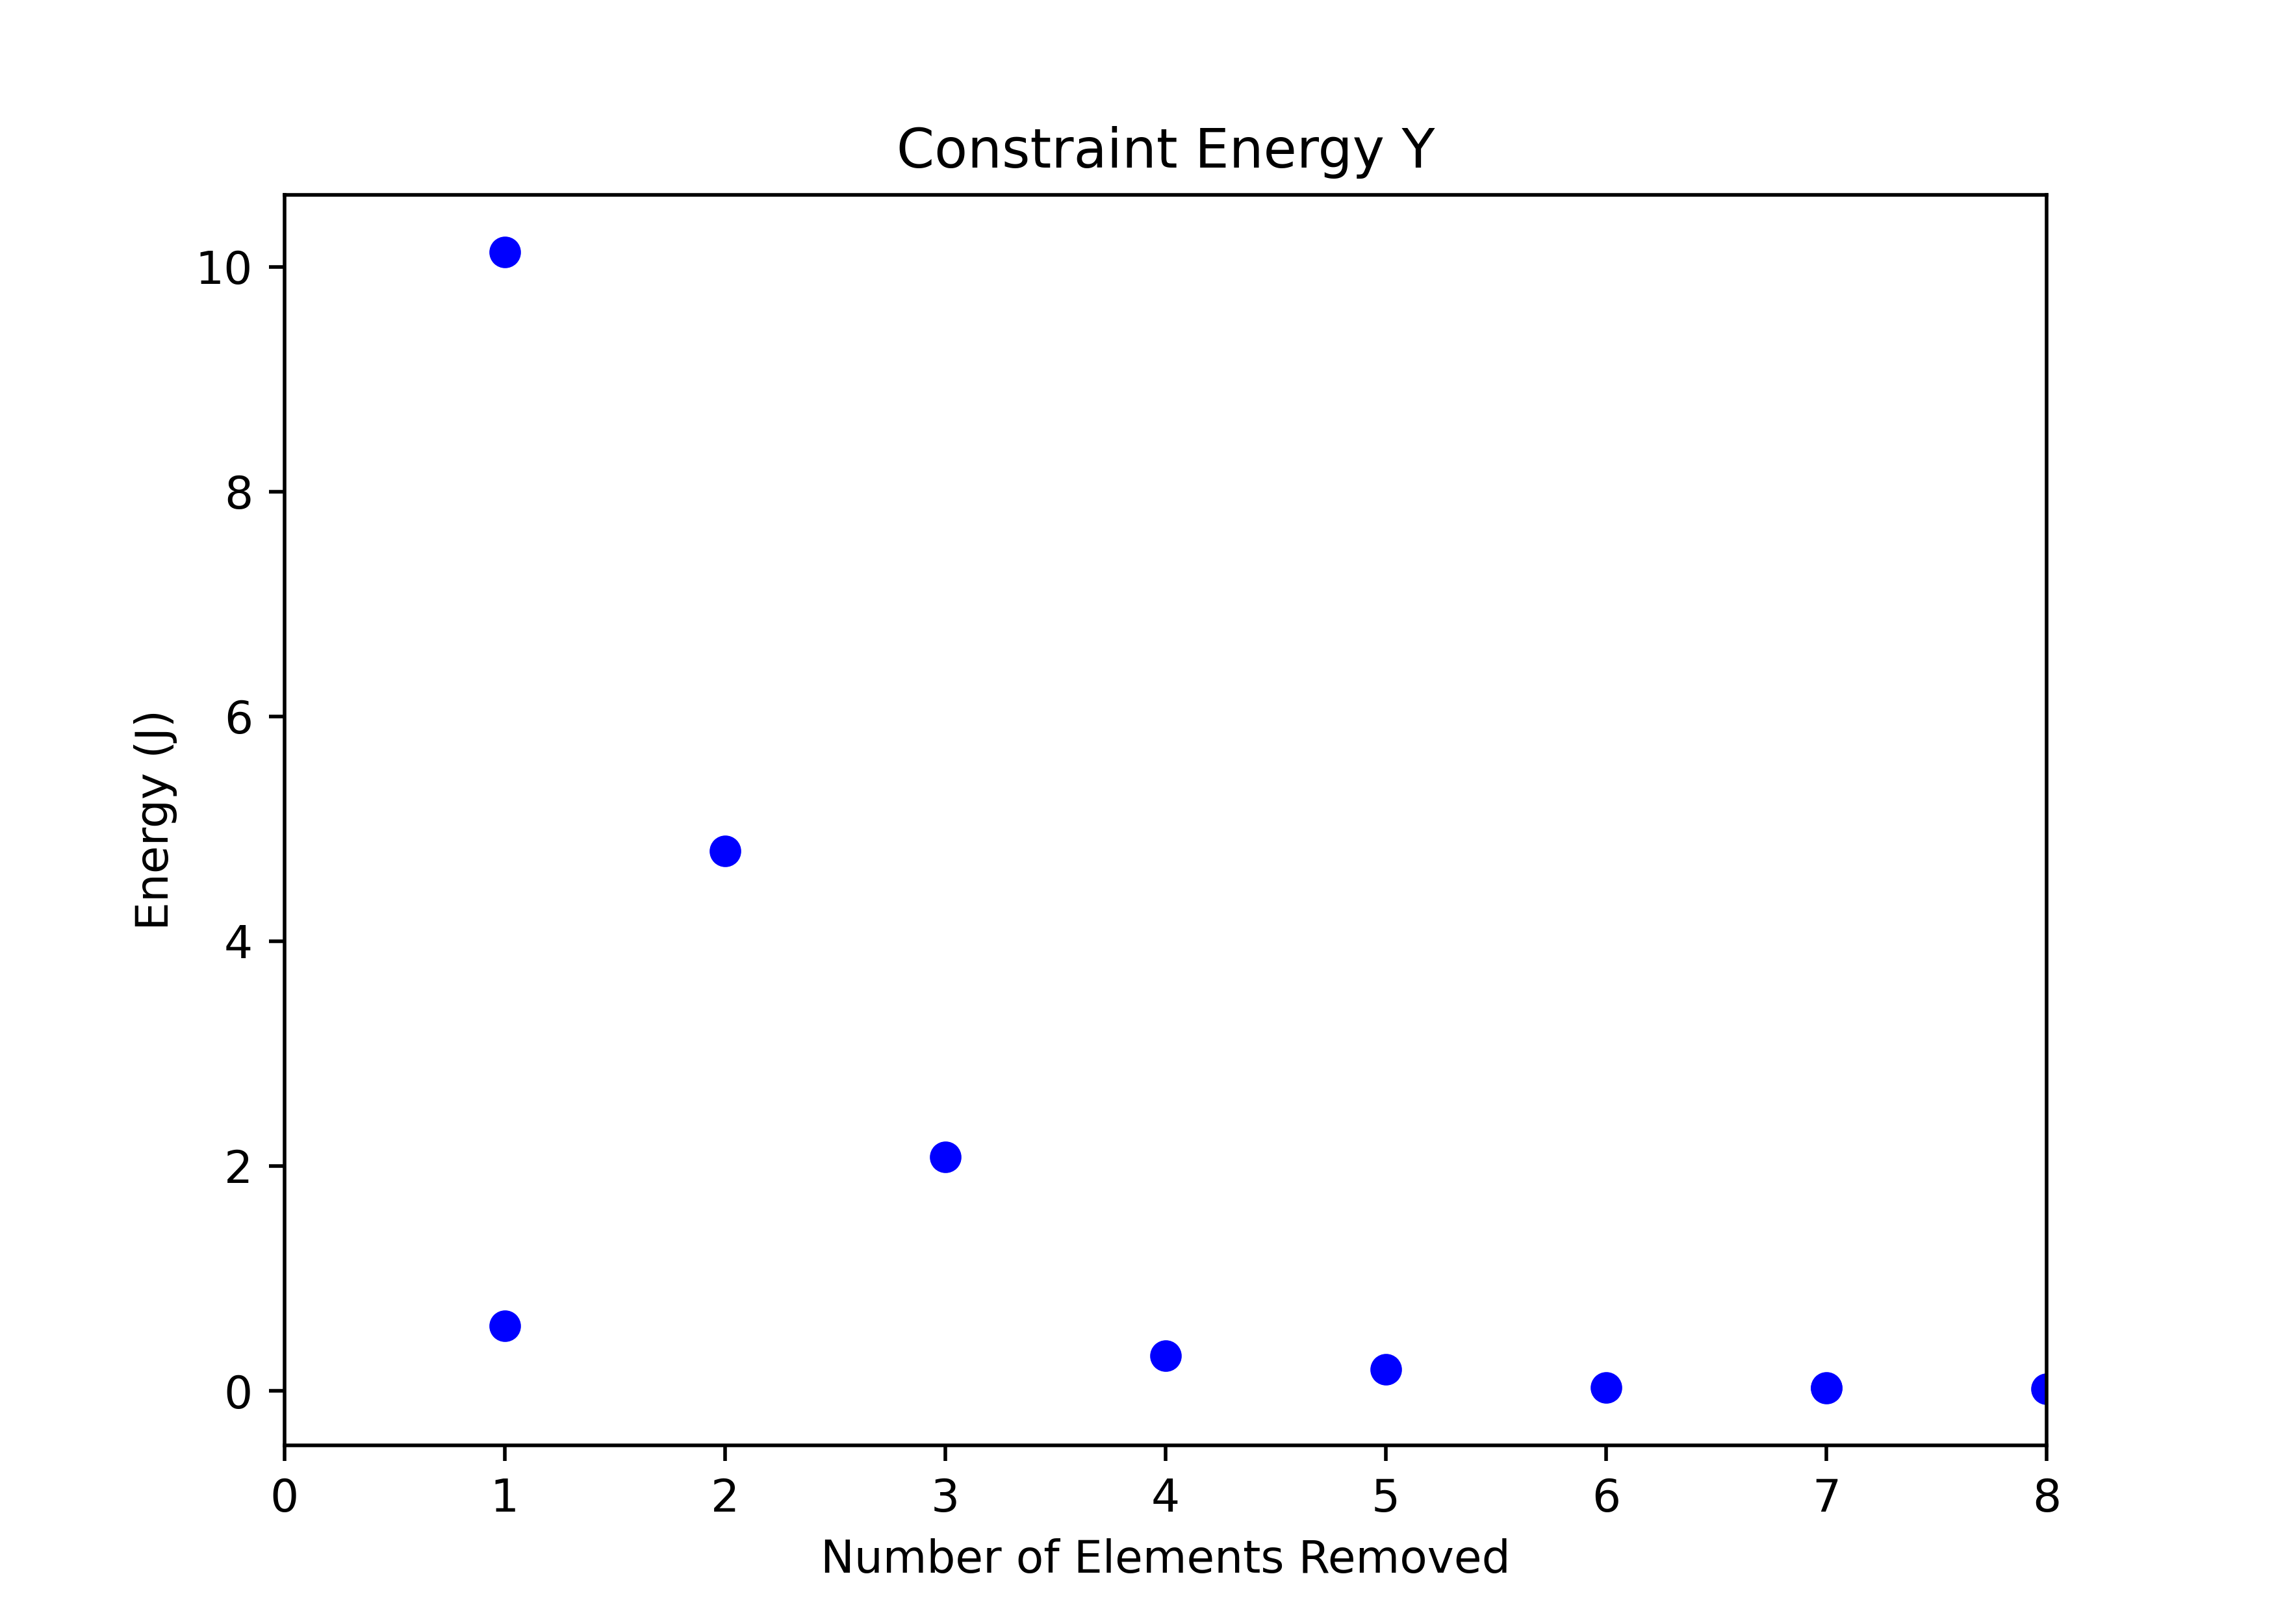 Constraint Energy Y
10
8
6
4
2
0
Energy (J)
0 1 2 3 4 5 6 7 8
Number of Elements Removed